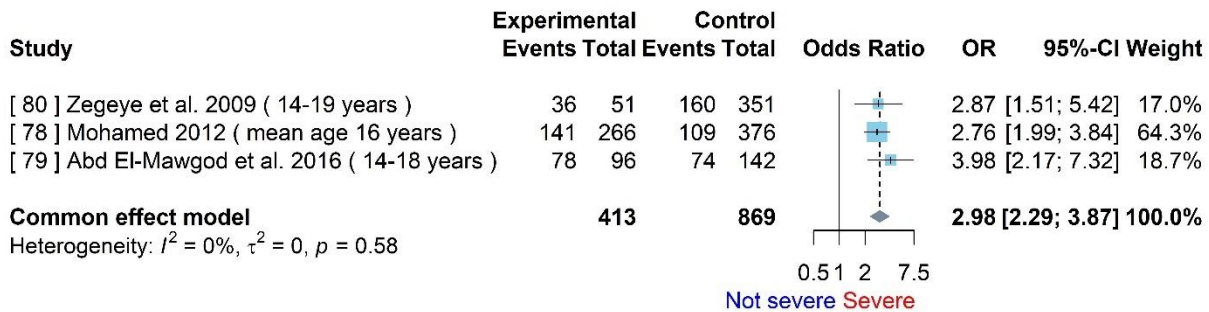 Experimental Control
Study Events Total Events Total Odds Ratio OR 95%-CI Weight
[ 80 ] Zegeye et al. 2009 ( 14-19 years ) 36 51 160 351 2.87 [1.51; 5.42] 17.0%
[ 78 ] Mohamed 2012 ( mean age 16 years ) 141 266 109 376 2.76 [1.99; 3.84] 64.3%
[ 79 ] Abd El-Mawgod et al. 2016 ( 14-18 years ) 78 96 74 142 3.98 [2.17; 7.32] 18.7%
Common effect model 413 869 2.98 [2.29; 3.87] 100.0%
Heterogeneity: I² = 0%, τ² = 0, p = 0.58
0.5 1 2 7.5
Not severe Severe